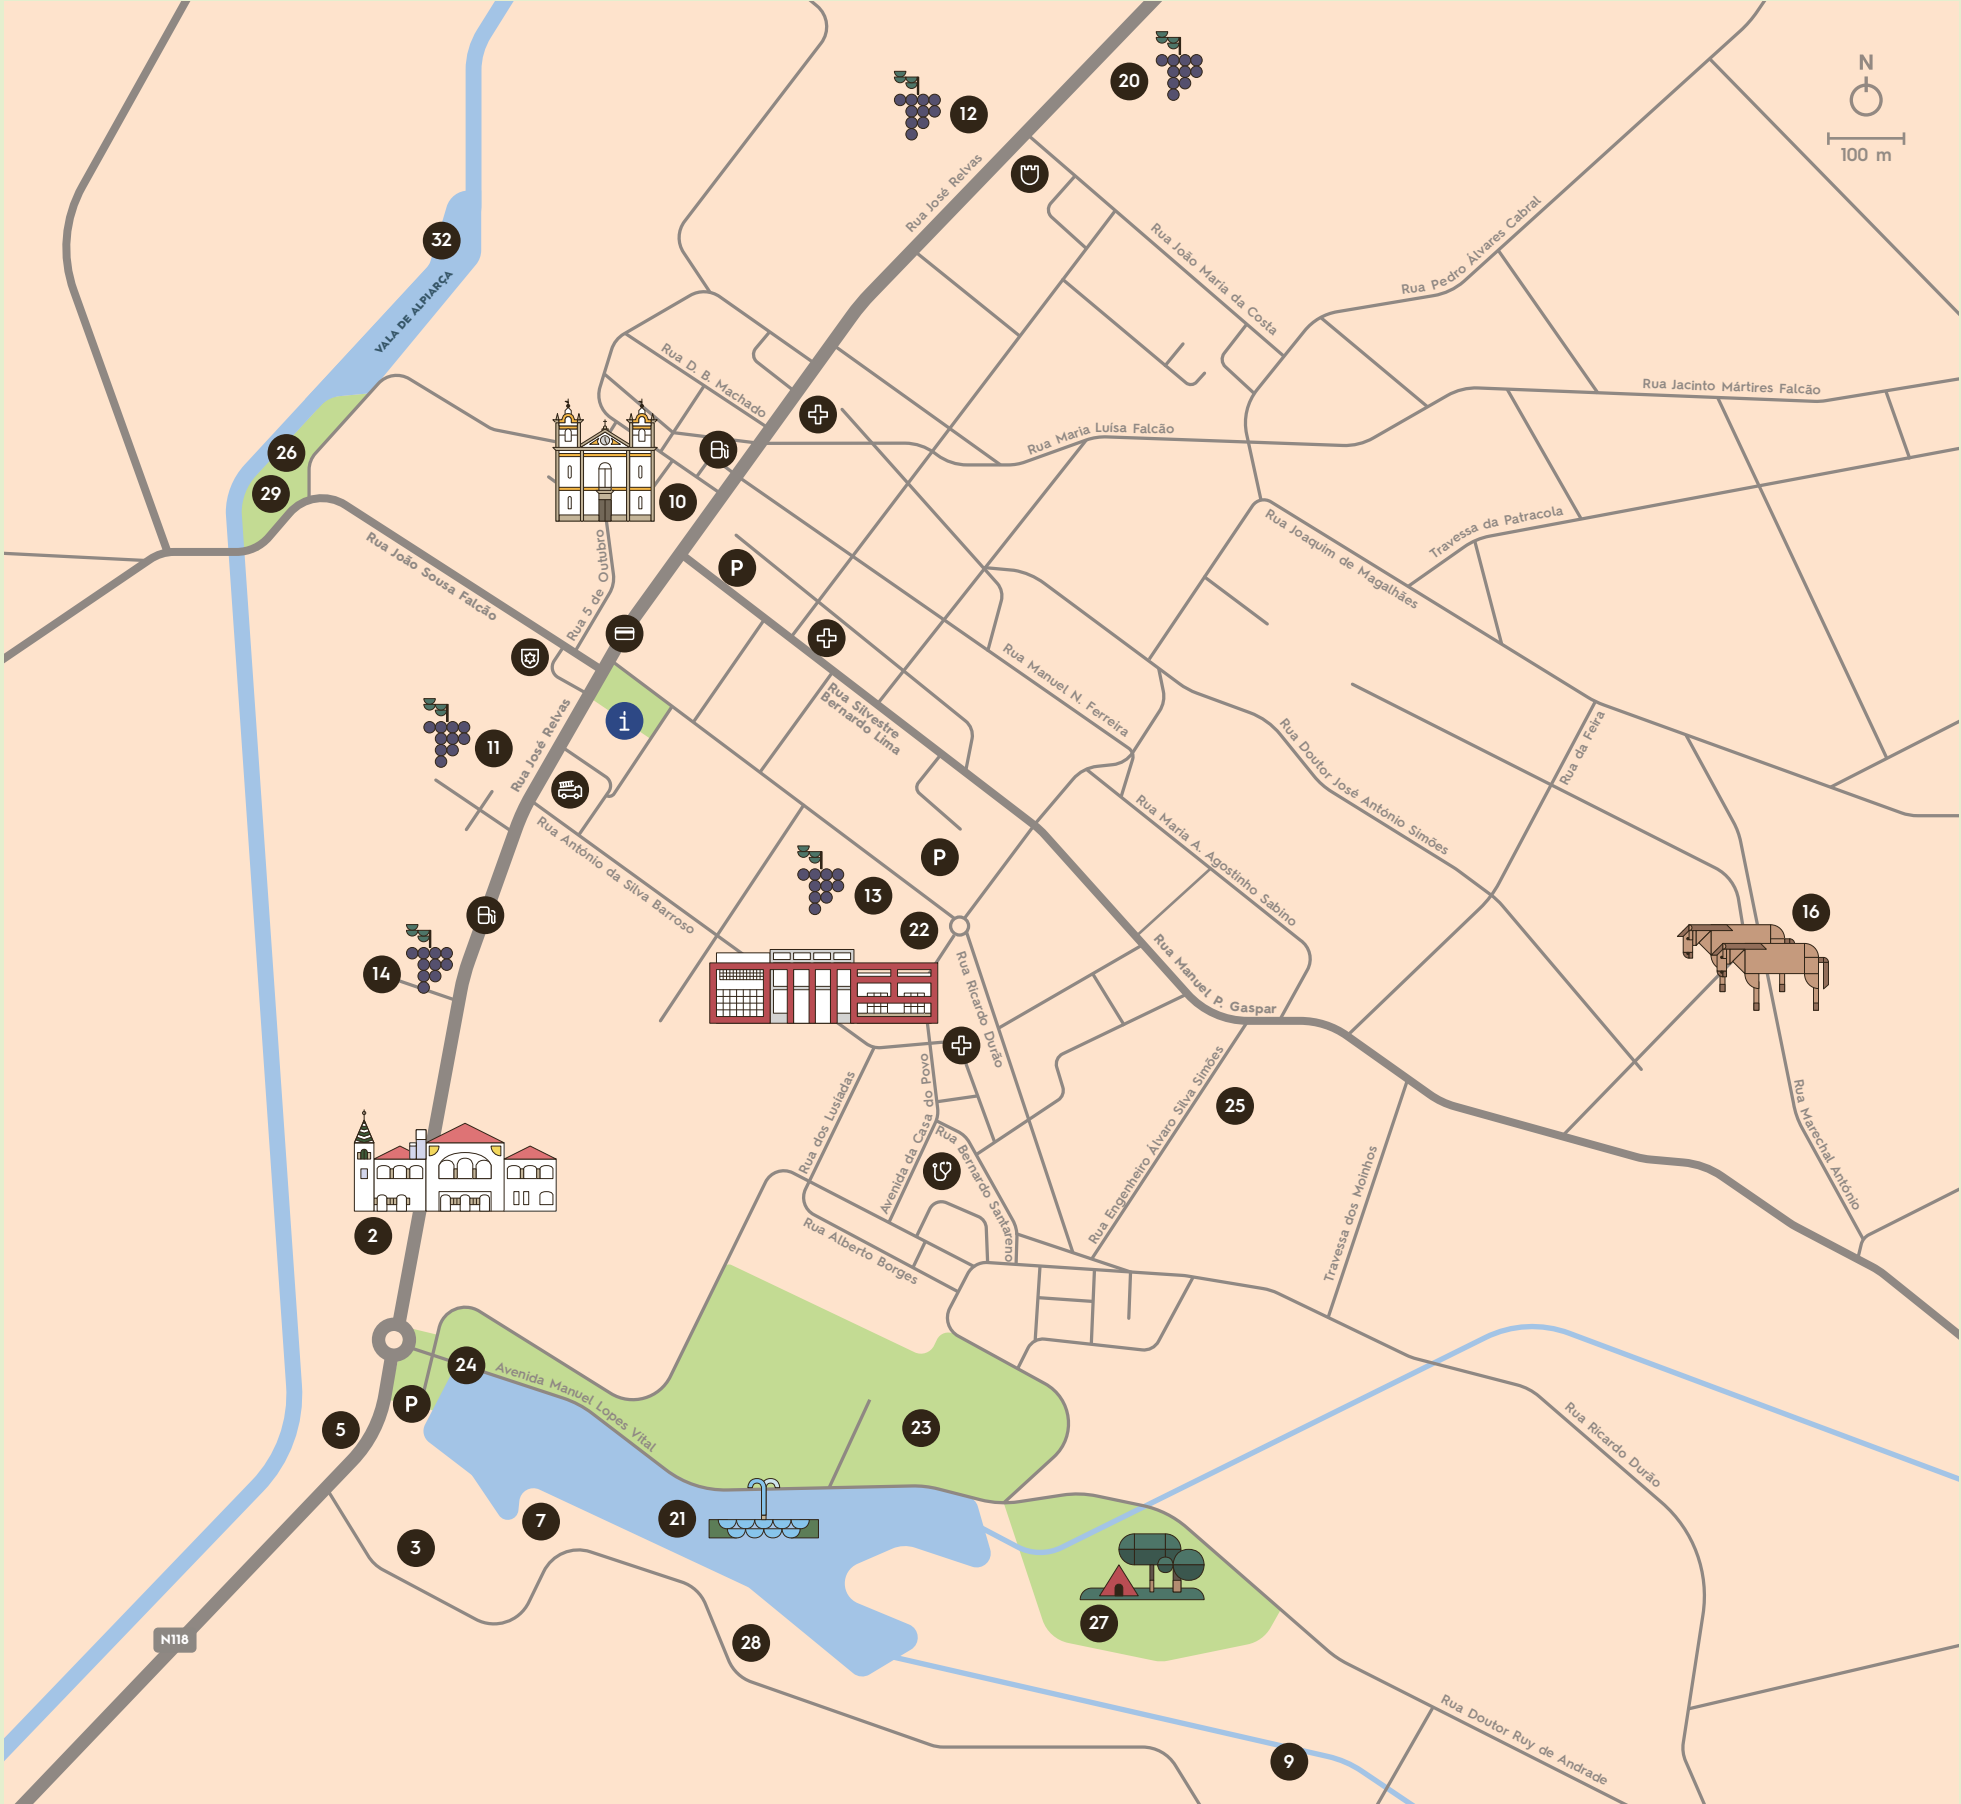 20
12
N
100 m
Rua José Relvas
Rua João Maria da Costa
Rua Pedro Álvares Cabral
32
VALA DE ALPIARÇA
Rua D. B. Machado
Rua Jacinto Mártires Falcão
Rua Maria Luísa Falcão
26
29
10
Rua João Sousa Falcão
Rua 5 de Outubro
P
Rua Joaquim de Magalhães
Travessa da Patracola
i
11
Rua José Relvas
Rua Silvestre
Bernardo Lima
Rua Manuel N. Ferreira
Rua Doutor José António Simões
Rua da Feira
Rua António da Silva Barroso
Rua Maria A. Agostinho Sabino
P
13
22
16
14
Rua Ricardo Durão
Rua Manuel P. Gaspar
Rua dos Lusíadas
Avenida da Casa do Povo
Rua Bernardo Santareno
Rua Engenheiro Álvaro Silva Simões
25
Rua Marechal António
Travessa dos Moinhos
2
Rua Alberto Borges
24
Avenida Manuel Lopes Vital
P
5
23
Rua Ricardo Durão
21
7
3
27
28
N118
Rua Doutor Ruy de Andrade
9